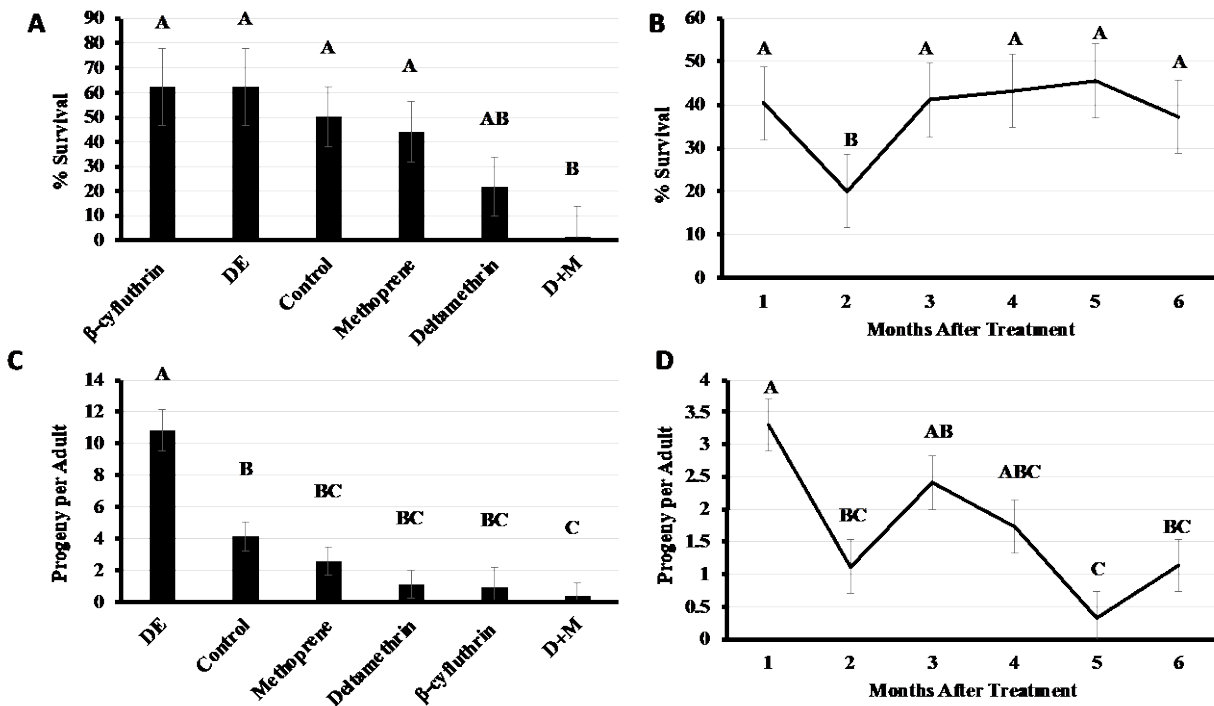 A
90
80
70
60
50
40
30
20
10
0
% Survival
A
A
A
A
AB
B
β-cyfluthrin
DE
Control
Methoprene
Deltamethrin
D+M
B
60
50
40
30
20
10
0
% Survival
A
B
A
A
A
A
1 2 3 4 5 6
Months After Treatment
C
14
12
10
8
6
4
2
0
Progeny per Adult
A
B
BC
BC
BC
C
DE
Control
Methoprene
Deltamethrin
β-cyfluthrin
D+M
D
4
3.5
3
2.5
2
1.5
1
0.5
0
Progeny per Adult
A
BC
AB
ABC
C
BC
1 2 3 4 5 6
Months After Treatment